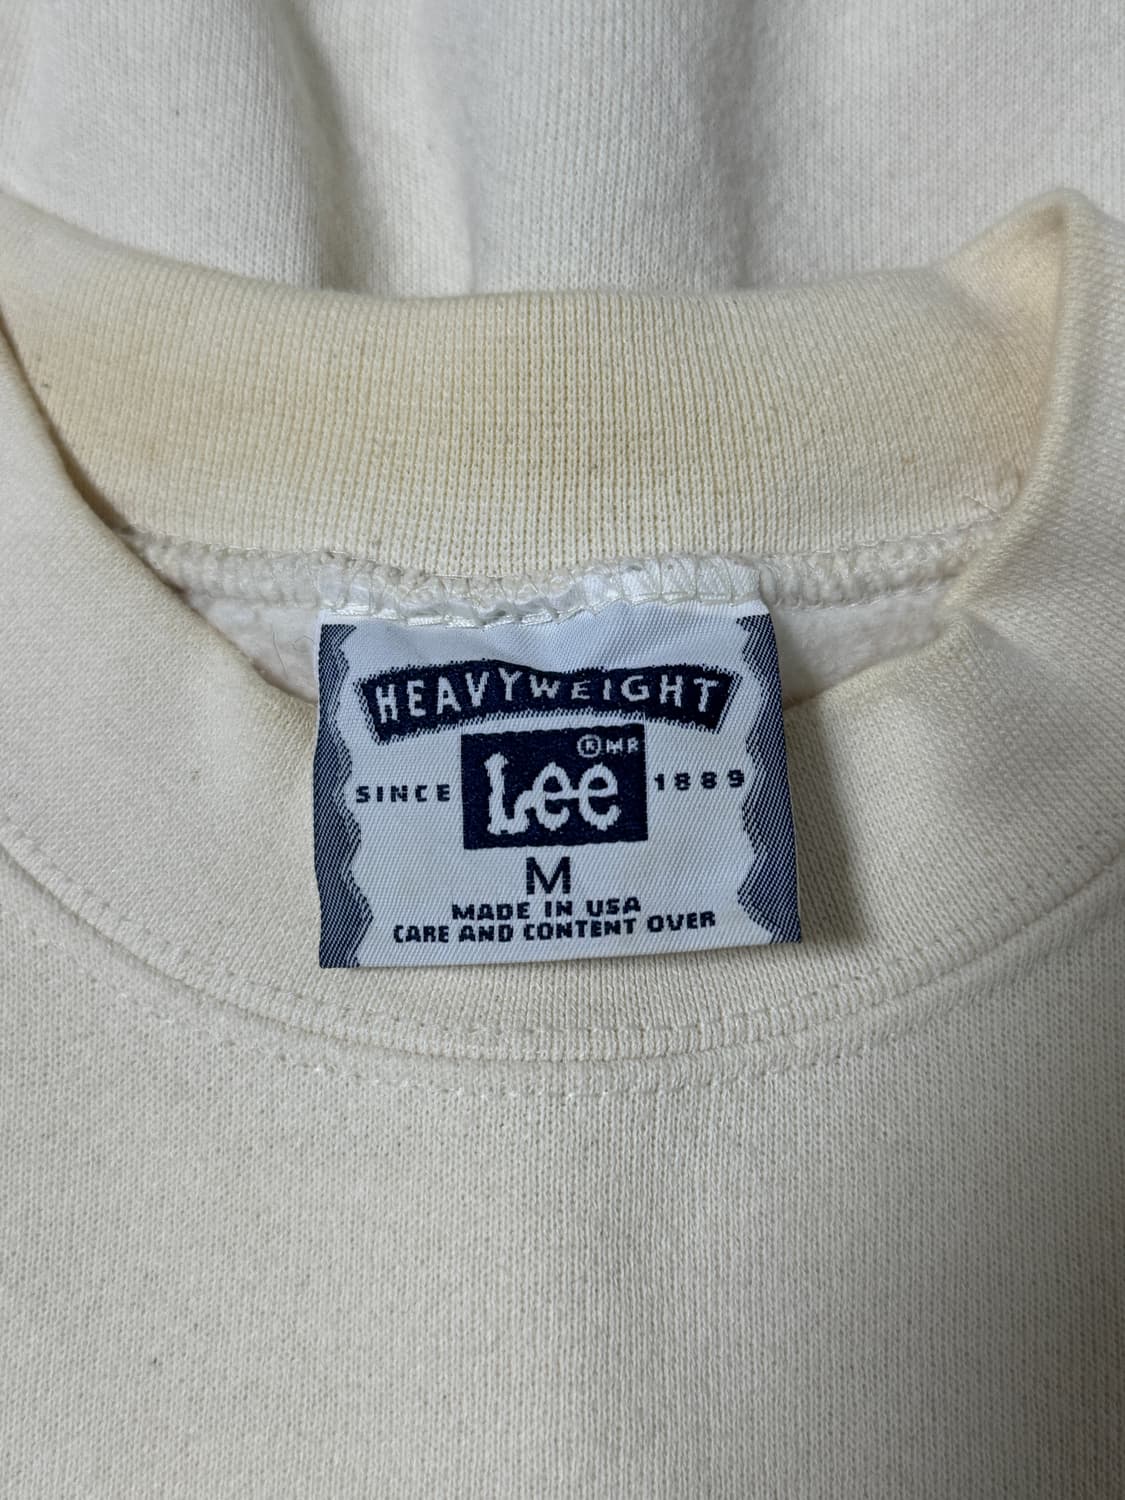 HEAVYWEIGHT
® MR
SINCE Lee 1889
M
MADE IN USA
CARE AND CONTENT OVER